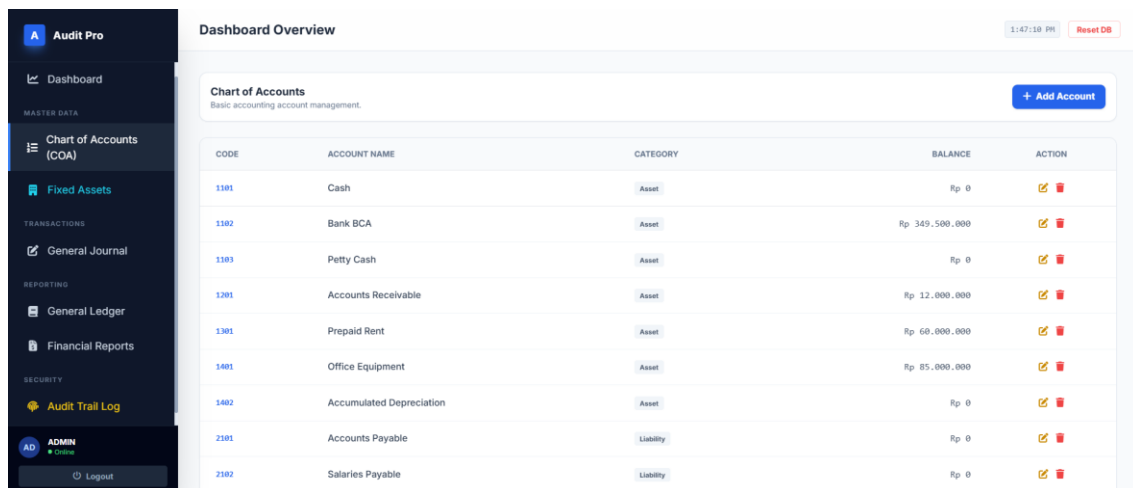 A Audit Pro
Dashboard
MASTER DATA
Chart of Accounts
(COA)
Fixed Assets
TRANSACTIONS
General Journal
REPORTING
General Ledger
Financial Reports
SECURITY
Audit Trail Log
AD ADMIN
Online
Logout
Dashboard Overview 1:47:10 PM Reset DB
Chart of Accounts
Basic accounting account management.
+ Add Account
CODE ACCOUNT NAME CATEGORY BALANCE ACTION
1101 Cash Asset Rp 0
1102 Bank BCA Asset Rp 349.500.000
1103 Petty Cash Asset Rp 0
1201 Accounts Receivable Asset Rp 12.000.000
1301 Prepaid Rent Asset Rp 60.000.000
1401 Office Equipment Asset Rp 85.000.000
1402 Accumulated Depreciation Asset Rp 0
2101 Accounts Payable Liability Rp 0
2102 Salaries Payable Liability Rp 0